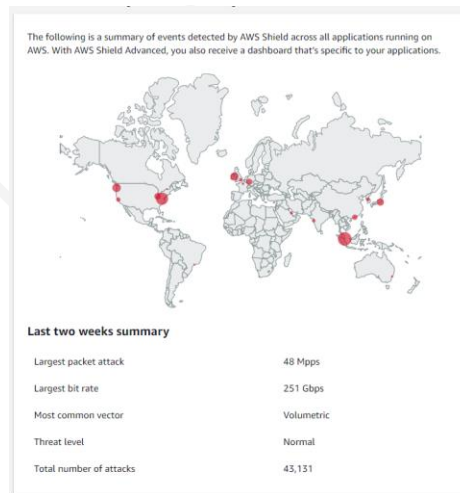 The following is a summary of events detected by AWS Shield across all applications running on
AWS. With AWS Shield Advanced, you also receive a dashboard that's specific to your applications.
Last two weeks summary
Largest packet attack 48 Mpps
Largest bit rate 251 Gbps
Most common vector Volumetric
Threat level Normal
Total number of attacks 43,131